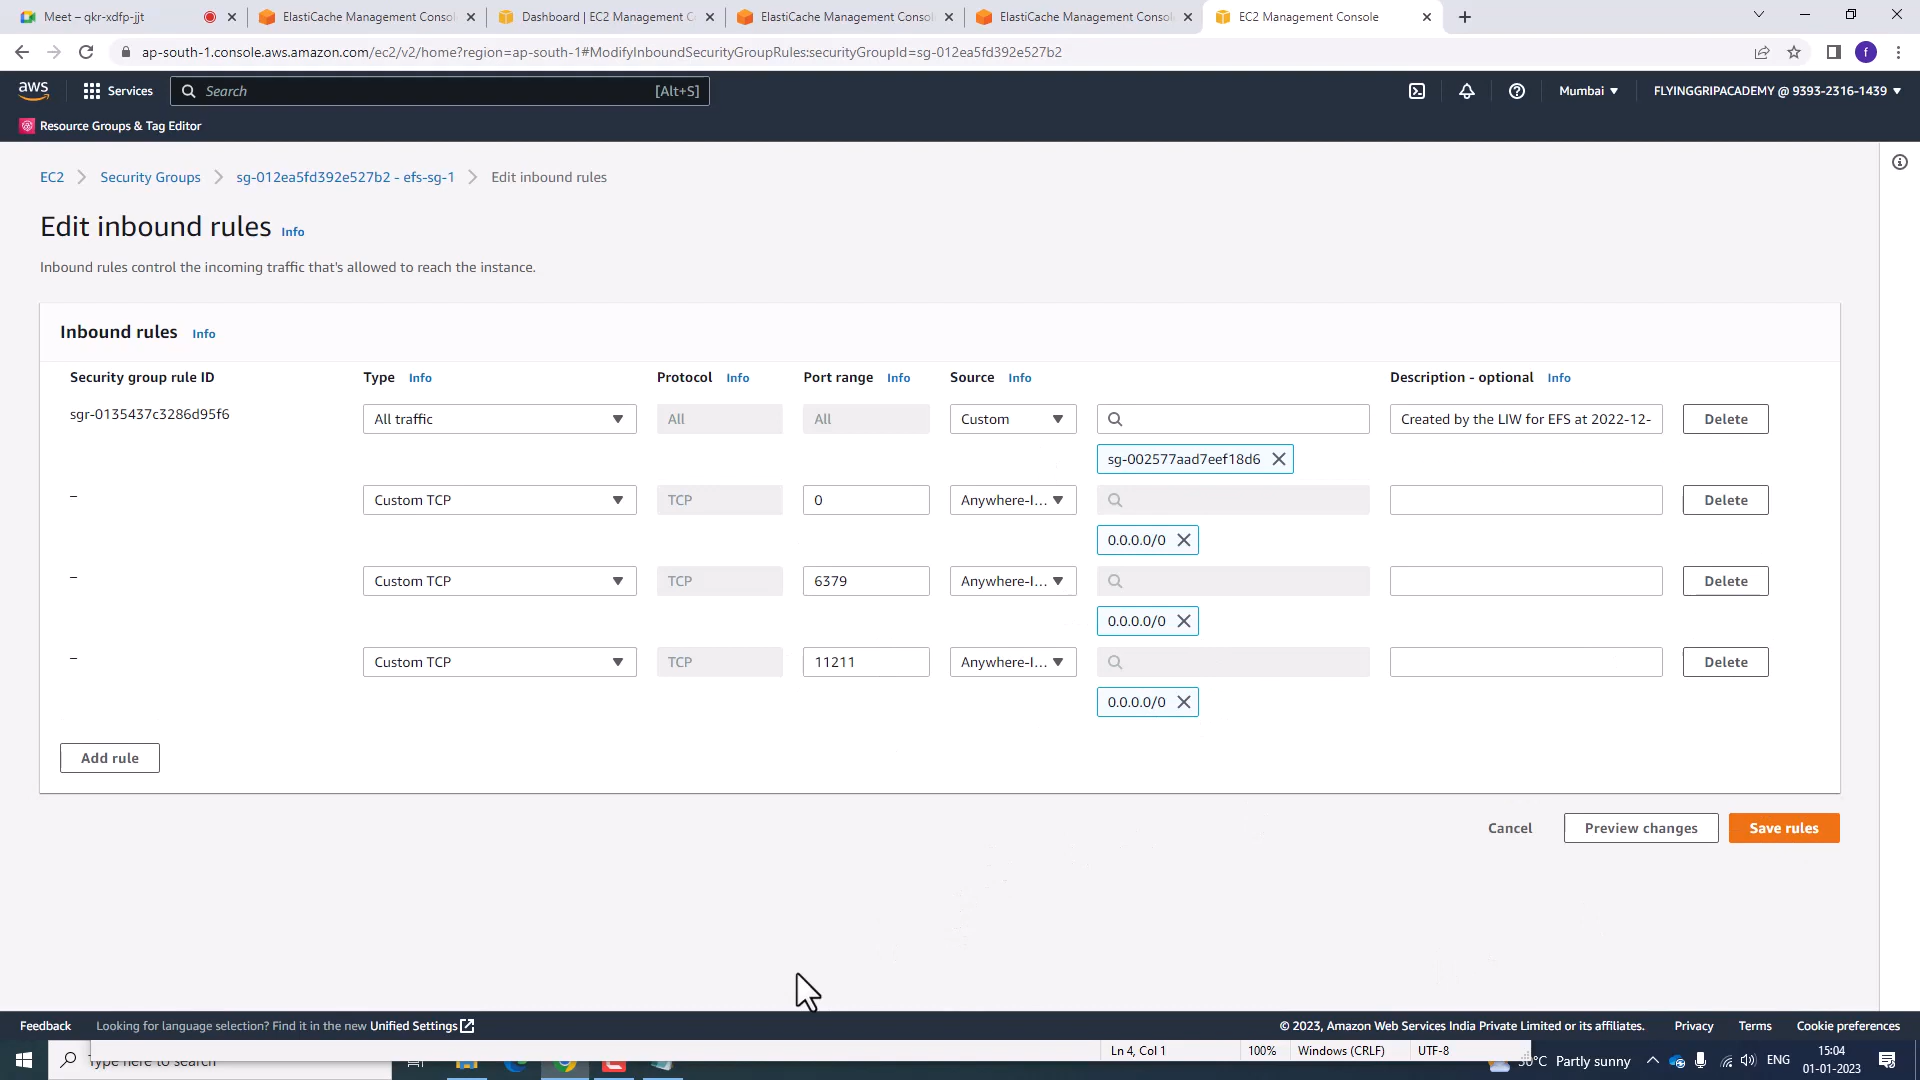 Meet – qkr-xdfp-jjt
ElastiCache Management Conso
Dashboard | EC2 Management C
ElastiCache Management Conso
ElastiCache Management Conso
EC2 Management Console
ap-south-1.console.aws.amazon.com/ec2/v2/home?region=ap-south-1#ModifyInboundSecurityGroupRules:securityGroupId=sg-012ea5fd392e527b2
f
aws Services Search [Alt+S] Mumbai FLYINGGRIPACADEMY @ 9393-2316-1439
Resource Groups & Tag Editor
EC2 Security Groups sg-012ea5fd392e527b2 - efs-sg-1 Edit inbound rules
Edit inbound rules Info
Inbound rules control the incoming traffic that's allowed to reach the instance.
Inbound rules Info
Security group rule ID Type Info Protocol Info Port range Info Source Info Description - optional Info
sgr-0135437c3286d95f6 All traffic All All Custom Created by the LIW for EFS at 2022-12- Delete
sg-002577aad7eef18d6
– Custom TCP TCP 0 Anywhere-I... Delete
0.0.0.0/0
– Custom TCP TCP 6379 Anywhere-I... Delete
0.0.0.0/0
– Custom TCP TCP 11211 Anywhere-I... Delete
0.0.0.0/0
Add rule
Cancel Preview changes Save rules
Feedback Looking for language selection? Find it in the new Unified Settings © 2023, Amazon Web Services India Private Limited or its affiliates. Privacy Terms Cookie preferences
Ln 4, Col 1 100% Windows (CRLF) UTF-8
Type here to search
Partly sunny ENG 15:04
01-01-2023